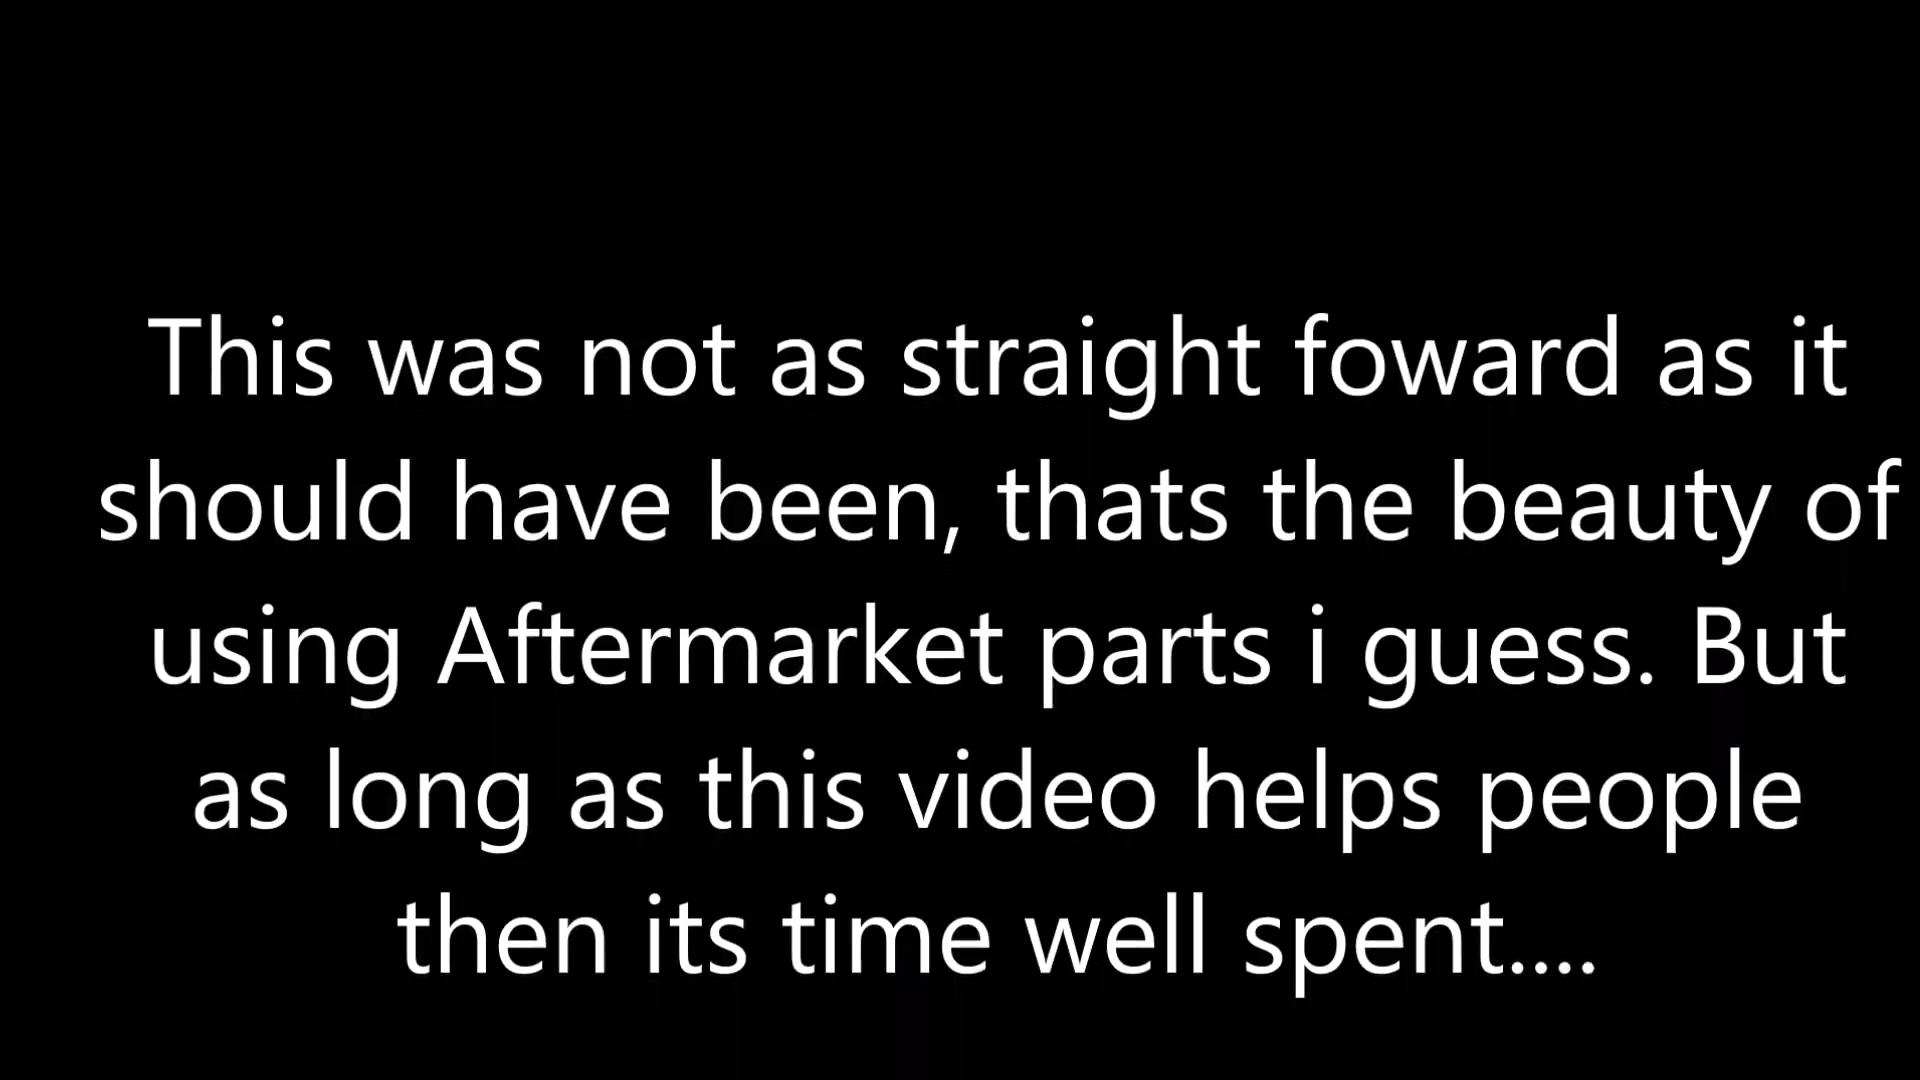 This was not as straight foward as it
should have been, thats the beauty of
using Aftermarket parts i guess. But
as long as this video helps people
then its time well spent....